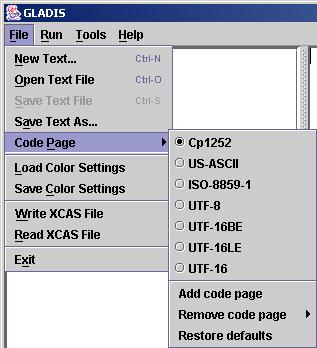 GLADIS
File Run Tools Help
New Text... Ctrl-N
Open Text File Ctrl-O
Save Text File Ctrl-S
Save Text As...
Code Page
Cp1252
US-ASCII
ISO-8859-1
UTF-8
UTF-16BE
UTF-16LE
UTF-16
Add code page
Remove code page
Restore defaults
Load Color Settings
Save Color Settings
Write XCAS File
Read XCAS File
Exit